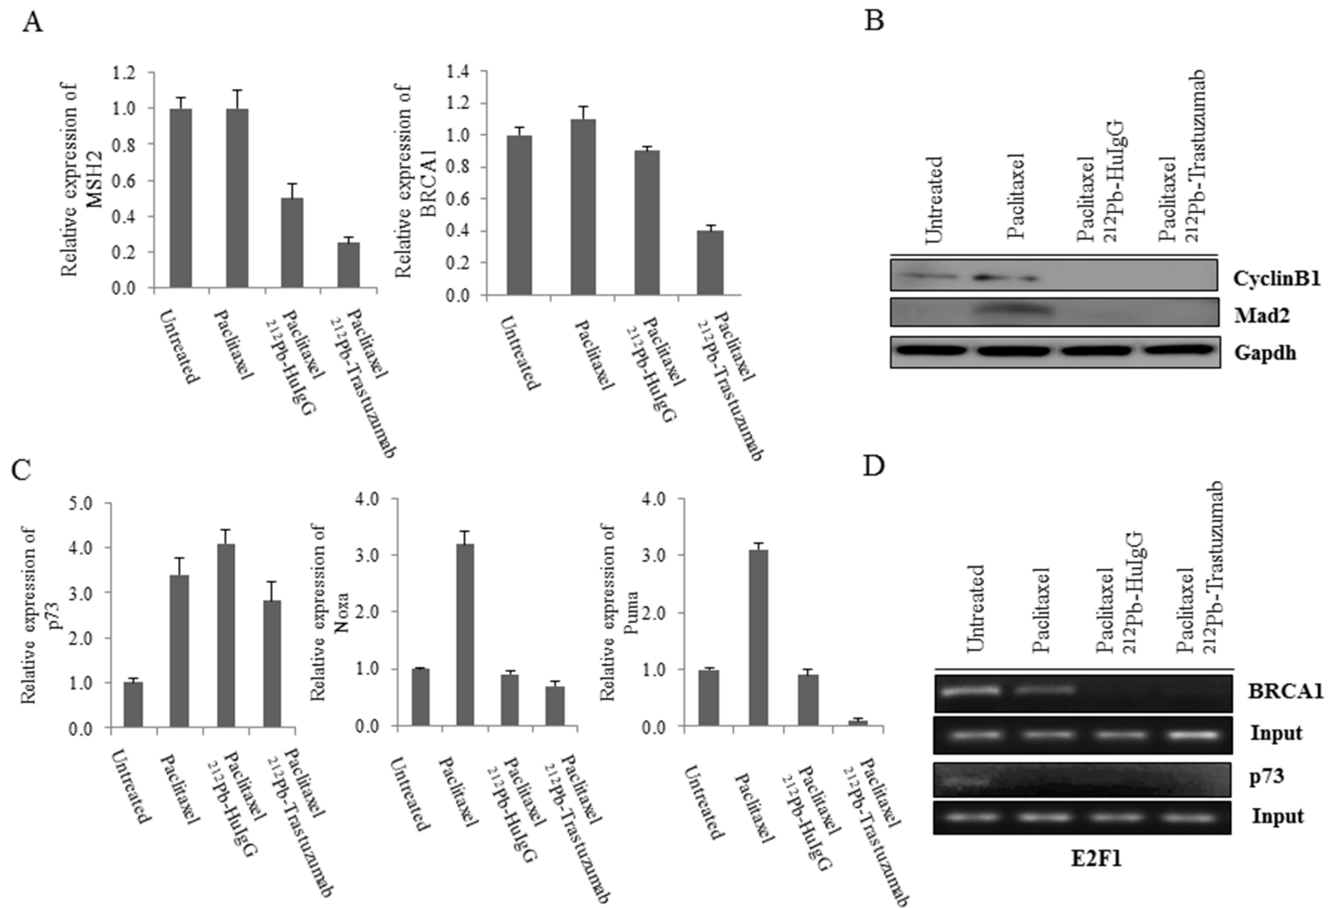 A
Relative expression of
MSH2
1.2
1.0
0.8
0.6
0.4
0.2
0.0
Untreated
Paclitaxel
Paclitaxel
212Pb-HuIgG
Paclitaxel
212Pb-Trastuzumab
Relative expression of
BRCA1
1.4
1.2
1.0
0.8
0.6
0.4
0.2
0.0
Untreated
Paclitaxel
Paclitaxel
212Pb-HuIgG
Paclitaxel
212Pb-Trastuzumab
B
Untreated
Paclitaxel
Paclitaxel
212Pb-HuIgG
Paclitaxel
212Pb-Trastuzumab
CyclinB1
Mad2
Gapdh
C
Relative expression of
p73
5.0
4.0
3.0
2.0
1.0
0.0
Untreated
Paclitaxel
Paclitaxel
212Pb-HuIgG
Paclitaxel
212Pb-Trastuzumab
Relative expression of
Noxa
4.0
3.0
2.0
1.0
0.0
Untreated
Paclitaxel
Paclitaxel
212Pb-HuIgG
Paclitaxel
212Pb-Trastuzumab
Relative expression of
Puma
4.0
3.0
2.0
1.0
0.0
Untreated
Paclitaxel
Paclitaxel
212Pb-HuIgG
Paclitaxel
212Pb-Trastuzumab
D
Untreated
Paclitaxel
Paclitaxel
212Pb-HuIgG
Paclitaxel
212Pb-Trastuzumab
BRCA1
Input
p73
Input
E2F1